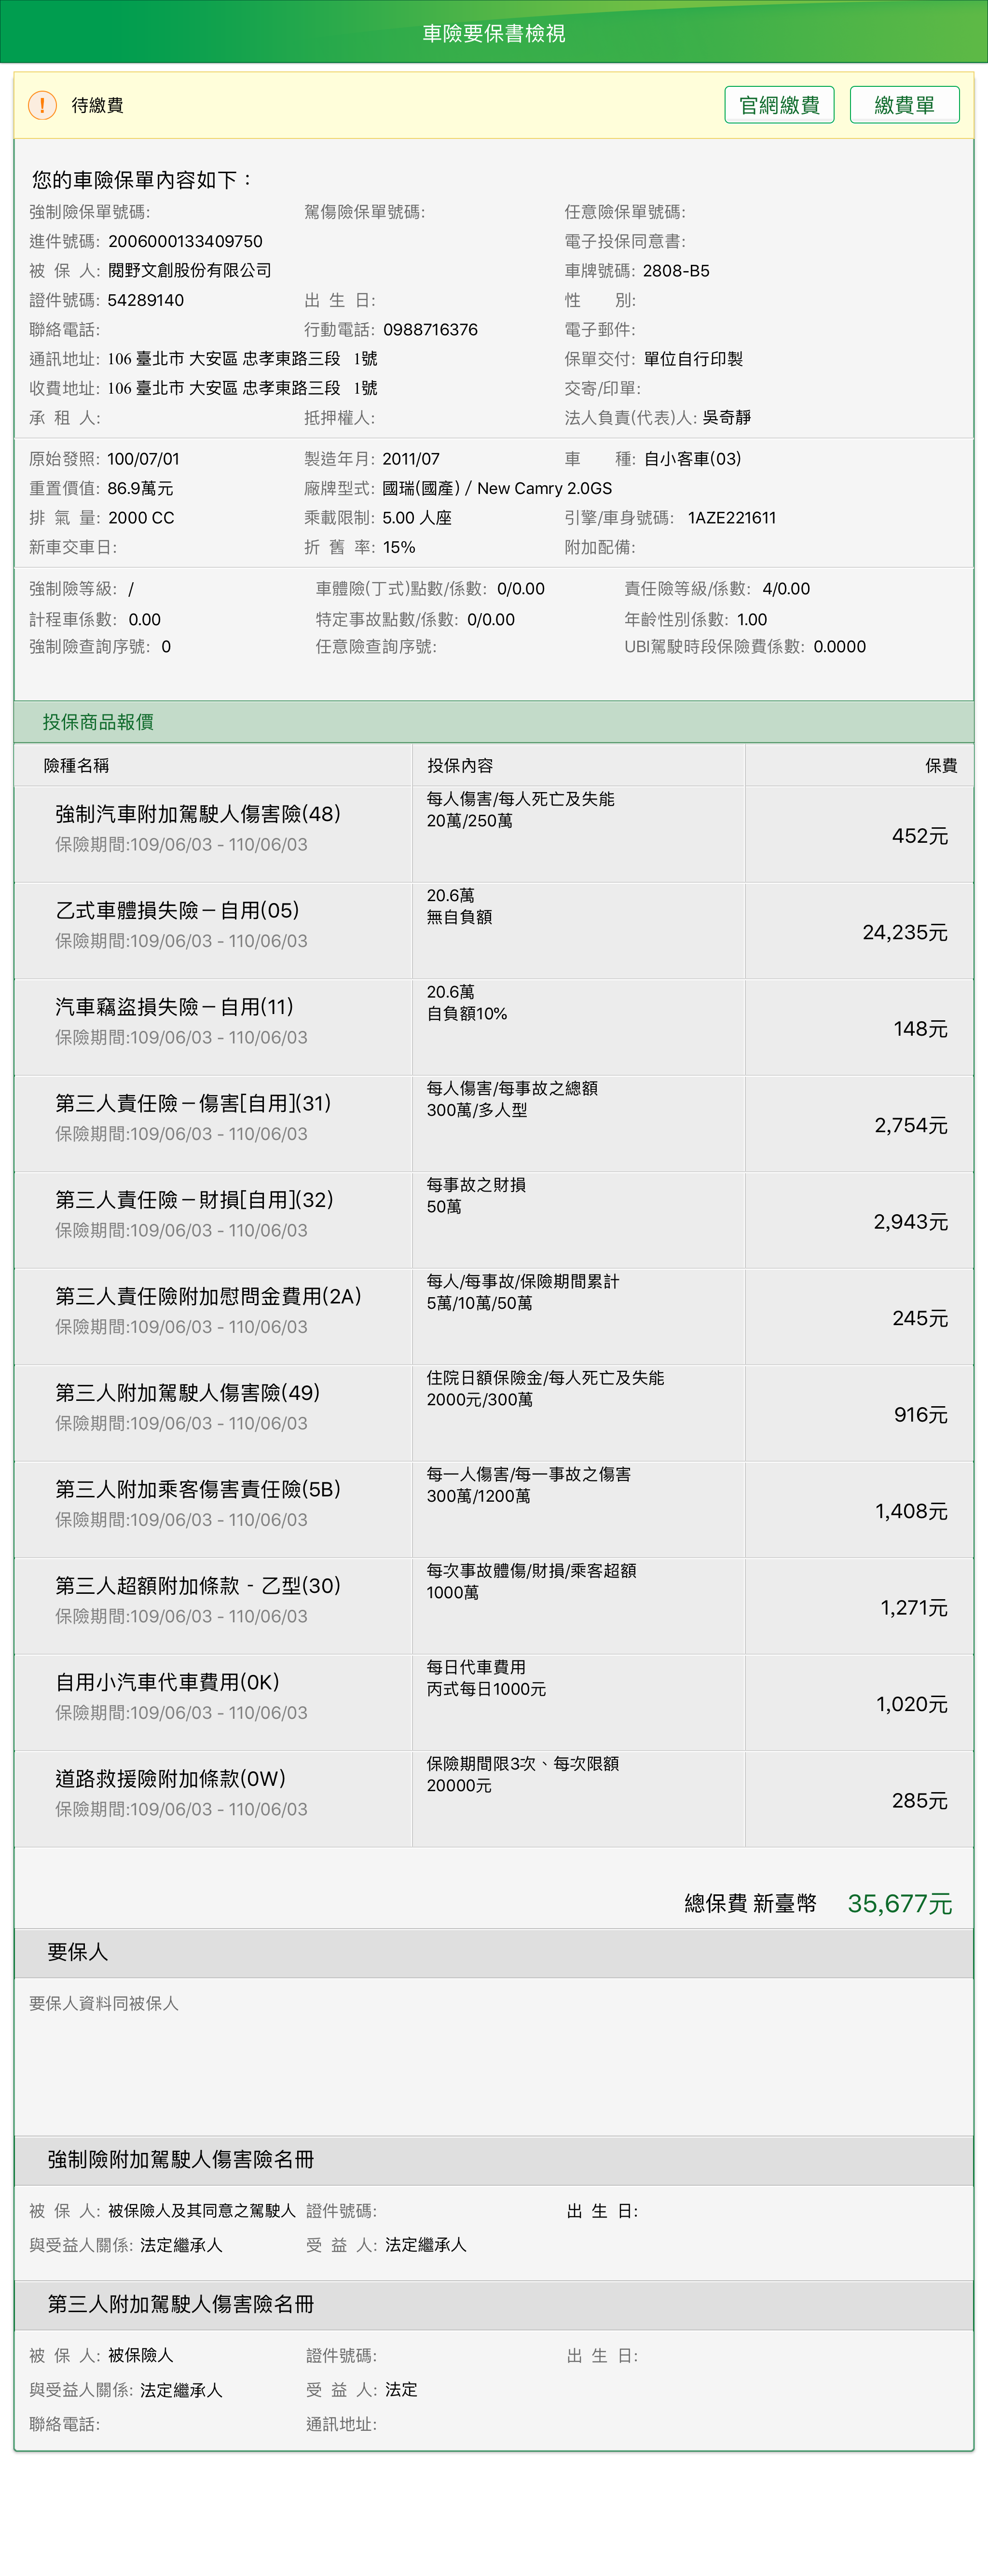 車險要保書檢視
! 待繳費 官網繳費 繳費單
您的車險保單內容如下：
強制險保單號碼: 駕傷險保單號碼: 任意險保單號碼:
進件號碼: 2006000133409750 電子投保同意書:
被 保 人: 閱野文創股份有限公司 車牌號碼: 2808-B5
證件號碼: 54289140 出 生 日: 性 別:
聯絡電話: 行動電話: 0988716376 電子郵件:
通訊地址: 106 臺北市 大安區 忠孝東路三段 1號 保單交付: 單位自行印製
收費地址: 106 臺北市 大安區 忠孝東路三段 1號 交寄/印單:
承 租 人: 抵押權人: 法人負責(代表)人: 吳奇靜
原始發照: 100/07/01 製造年月: 2011/07 車 種: 自小客車(03)
重置價值: 86.9萬元 廠牌型式: 國瑞(國產) / New Camry 2.0GS
排 氣 量: 2000 CC 乘載限制: 5.00 人座 引擎/車身號碼: 1AZE221611
新車交車日: 折 舊 率: 15% 附加配備:
強制險等級: / 車體險(丁式)點數/係數: 0/0.00 責任險等級/係數: 4/0.00
計程車係數: 0.00 特定事故點數/係數: 0/0.00 年齡性別係數: 1.00
強制險查詢序號: 0 任意險查詢序號: UBI駕駛時段保險費係數: 0.0000
投保商品報價
險種名稱 投保內容 保費
強制汽車附加駕駛人傷害險(48)
保險期間:109/06/03 - 110/06/03
每人傷害/每人死亡及失能
20萬/250萬
452元
乙式車體損失險－自用(05)
保險期間:109/06/03 - 110/06/03
20.6萬
無自負額
24,235元
汽車竊盜損失險－自用(11)
保險期間:109/06/03 - 110/06/03
20.6萬
自負額10%
148元
第三人責任險－傷害[自用](31)
保險期間:109/06/03 - 110/06/03
每人傷害/每事故之總額
300萬/多人型
2,754元
第三人責任險－財損[自用](32)
保險期間:109/06/03 - 110/06/03
每事故之財損
50萬
2,943元
第三人責任險附加慰問金費用(2A)
保險期間:109/06/03 - 110/06/03
每人/每事故/保險期間累計
5萬/10萬/50萬
245元
第三人附加駕駛人傷害險(49)
保險期間:109/06/03 - 110/06/03
住院日額保險金/每人死亡及失能
2000元/300萬
916元
第三人附加乘客傷害責任險(5B)
保險期間:109/06/03 - 110/06/03
每一人傷害/每一事故之傷害
300萬/1200萬
1,408元
第三人超額附加條款 - 乙型(30)
保險期間:109/06/03 - 110/06/03
每次事故體傷/財損/乘客超額
1000萬
1,271元
自用小汽車代車費用(0K)
保險期間:109/06/03 - 110/06/03
每日代車費用
丙式每日1000元
1,020元
道路救援險附加條款(0W)
保險期間:109/06/03 - 110/06/03
保險期間限3次、每次限額
20000元
285元
總保費 新臺幣 35,677元
要保人
要保人資料同被保人
強制險附加駕駛人傷害險名冊
被 保 人: 被保險人及其同意之駕駛人 證件號碼: 出 生 日:
與受益人關係: 法定繼承人 受 益 人: 法定繼承人
第三人附加駕駛人傷害險名冊
被 保 人: 被保險人 證件號碼: 出 生 日:
與受益人關係: 法定繼承人 受 益 人: 法定
聯絡電話: 通訊地址: